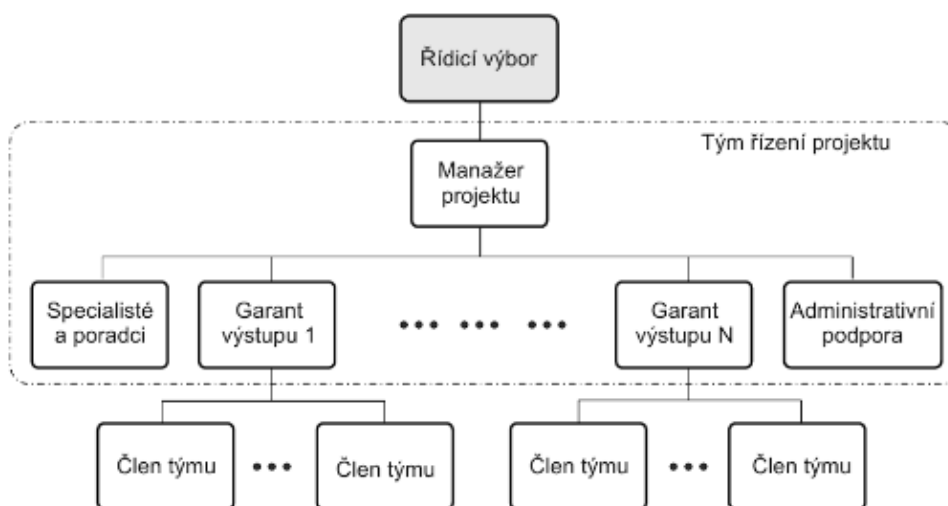 Řídicí výbor
Tým řízení projektu
Manažer
projektu
Specialisté
a poradci
Garant
výstupu 1
Garant
výstupu N
Administrativní
podpora
Člen týmu
Člen týmu
Člen týmu
Člen týmu